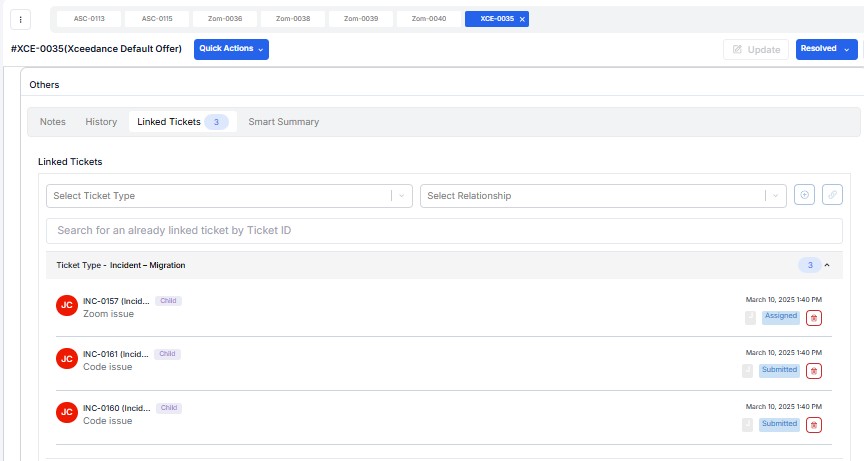 ASC-0113 ASC-0115 Zom-0036 Zom-0038 Zom-0039 Zom-0040 XCE-0035 ×
#XCE-0035(Xceedance Default Offer) Quick Actions Update Resolved
Others
Notes History Linked Tickets 3 Smart Summary
Linked Tickets
Select Ticket Type Select Relationship
Search for an already linked ticket by Ticket ID
Ticket Type - Incident – Migration 3
JC INC-0157 (Incid... Child March 10, 2025 1:40 PM
Zoom issue J Assigned
JC INC-0161 (Incid... Child March 10, 2025 1:40 PM
Code issue J Submitted
JC INC-0160 (Incid... Child March 10, 2025 1:40 PM
Code issue J Submitted